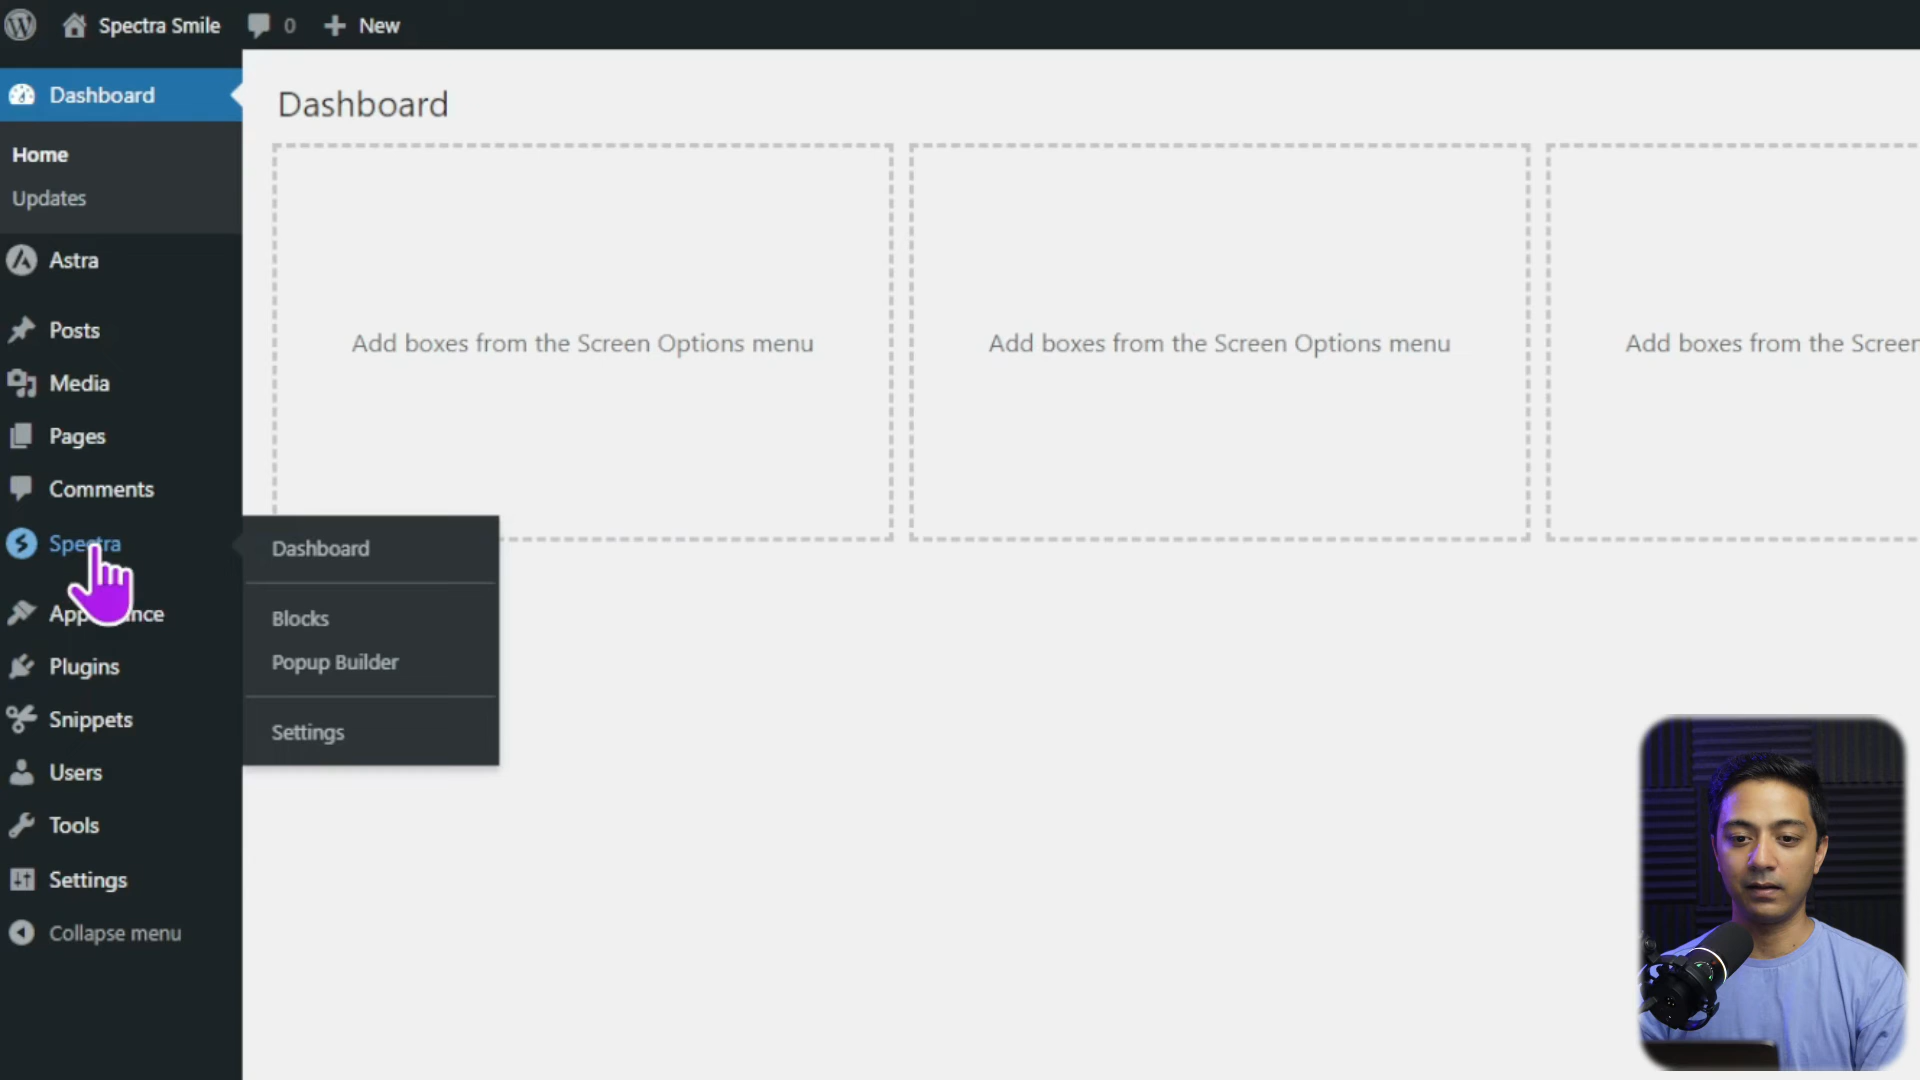 Spectra Smile
0
New
Dashboard
Home
Updates
Astra
Posts
Media
Pages
Comments
Spectra
Plugins
Snippets
Users
Tools
Settings
Collapse menu
Dashboard
Add boxes from the Screen Options menu
Add boxes from the Screen Options menu
Add boxes from the Screen
Dashboard
Blocks
Popup Builder
Settings